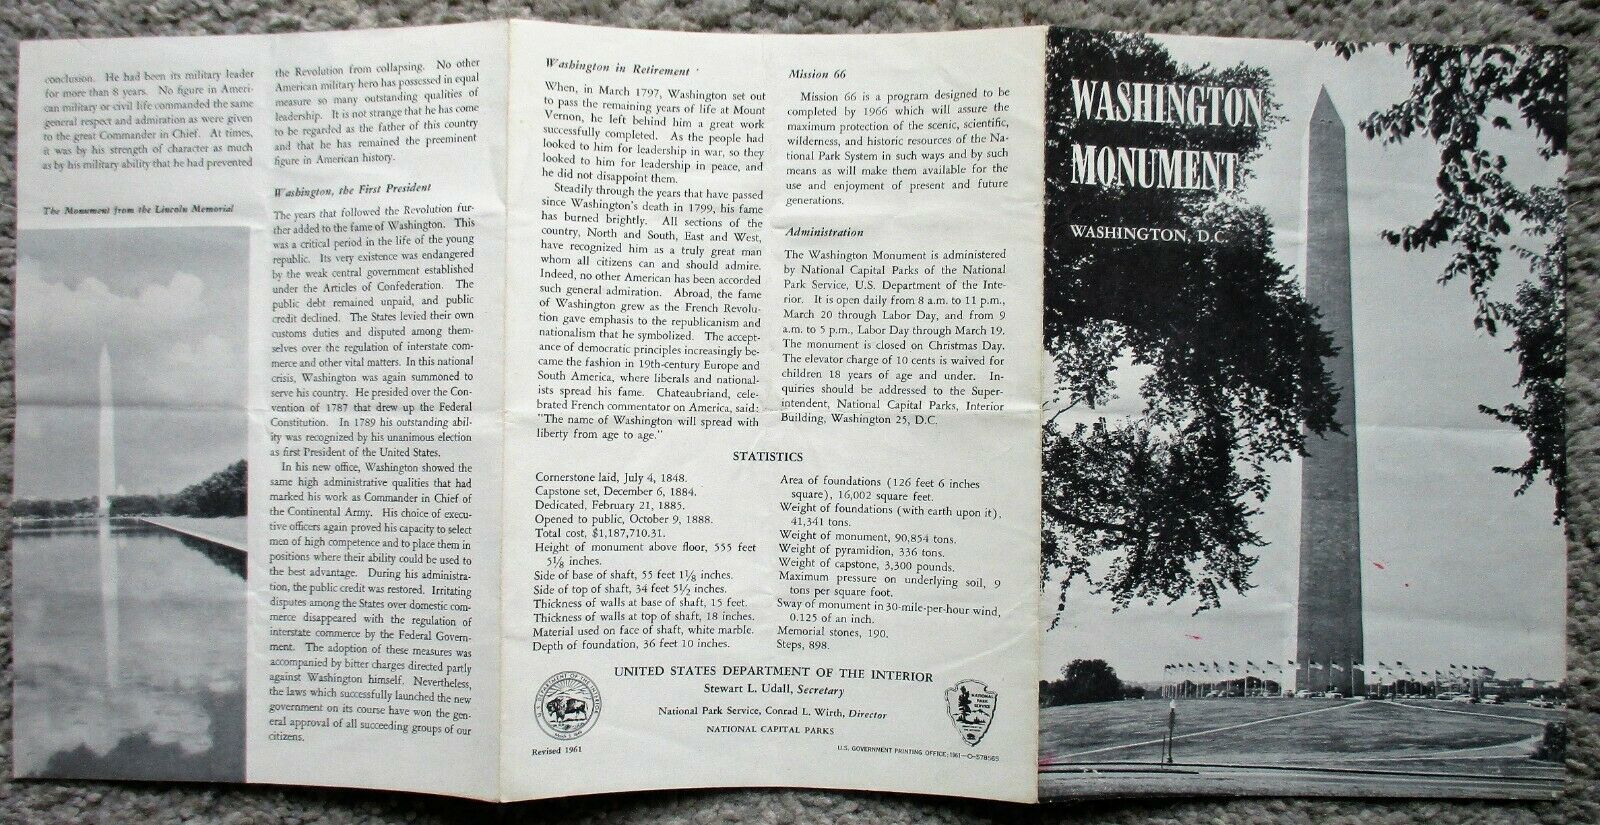 conclusion. He had been its military leader
for more than 8 years. No figure in Ameri-
can military or civil life commanded the same
general respect and admiration as were given
to the great Commander in Chief. At times,
it was by his strength of character as much
as by his military ability that he had prevented
The Monument from the Lincoln Memorial
the Revolution from collapsing. No other
American military hero has possessed in equal
measure so many outstanding qualities of
leadership. It is not strange that he has come
to be regarded as the father of this country
and that he has remained the preeminent
figure in American history.
Washington, the First President
The years that followed the Revolution fur-
ther added to the fame of Washington. This
was a critical period in the life of the young
republic. Its very existence was endangered
by the weak central government established
under the Articles of Confederation. The
public debt remained unpaid, and public
credit declined. The States levied their own
customs duties and disputed among them-
selves over the regulation of interstate com-
merce and other vital matters. In this national
crisis, Washington was again summoned to
serve his country. He presided over the Con-
vention of 1787 that drew up the Federal
Constitution. In 1789 his outstanding abil-
ity was recognized by his unanimous election
as first President of the United States.
In his new office, Washington showed the
same high administrative qualities that had
marked his work as Commander in Chief of
the Continental Army. His choice of execu-
tive officers again proved his capacity to select
men of high competence and to place them in
positions where their ability could be used to
the best advantage. During his administra-
tion, the public credit was restored. Irritating
disputes among the States over domestic com-
merce disappeared with the regulation of
interstate commerce by the Federal Govern-
ment. The adoption of these measures was
accompanied by bitter charges directed partly
against Washington himself. Nevertheless,
the laws which successfully launched the new
government on its course have won the gen-
eral approval of all succeeding groups of our
citizens.
Washington in Retirement
When, in March 1797, Washington set out
to pass the remaining years of life at Mount
Vernon, he left behind him a great work
successfully completed. As the people had
looked to him for leadership in war, so they
looked to him for leadership in peace, and
he did not disappoint them.
Steadily through the years that have passed
since Washington's death in 1799, his fame
has burned brightly. All sections of the
country, North and South, East and West,
have recognized him as a truly great man
whom all citizens can and should admire.
Indeed, no other American has been accorded
such general admiration. Abroad, the fame
of Washington grew as the French Revolu-
tion gave emphasis to the republicanism and
nationalism that he symbolized. The accept-
ance of democratic principles increasingly be-
came the fashion in 19th-century Europe and
South America, where liberals and national-
ists spread his fame. Chateaubriand, cele-
brated French commentator on America, said:
"The name of Washington will spread with
liberty from age to age."
Mission 66
Mission 66 is a program designed to be
completed by 1966 which will assure the
maximum protection of the scenic, scientific,
wilderness, and historic resources of the Na-
tional Park System in such ways and by such
means as will make them available for the
use and enjoyment of present and future
generations.
Administration
The Washington Monument is administered
by National Capital Parks of the National
Park Service, U.S. Department of the Inte-
rior. It is open daily from 8 a.m. to 11 p.m.,
March 20 through Labor Day, and from 9
a.m. to 5 p.m., Labor Day through March 19.
The monument is closed on Christmas Day.
The elevator charge of 10 cents is waived for
children 18 years of age and under. In-
quiries should be addressed to the Super-
intendent, National Capital Parks, Interior
Building, Washington 25, D.C.
STATISTICS
Cornerstone laid, July 4, 1848.
Capstone set, December 6, 1884.
Dedicated, February 21, 1885.
Opened to public, October 9, 1888.
Total cost, $1,187,710.31.
Height of monument above floor, 555 feet
5⅛ inches.
Side of base of shaft, 55 feet 1⅛ inches.
Side of top of shaft, 34 feet 5½ inches.
Thickness of walls at base of shaft, 15 feet.
Thickness of walls at top of shaft, 18 inches.
Material used on face of shaft, white marble.
Depth of foundation, 36 feet 10 inches.
Area of foundations (126 feet 6 inches
square), 16,002 square feet.
Weight of foundations (with earth upon it),
41,341 tons.
Weight of monument, 90,854 tons.
Weight of pyramidion, 336 tons.
Weight of capstone, 3,300 pounds.
Maximum pressure on underlying soil, 9
tons per square foot.
Sway of monument in 30-mile-per-hour wind,
0.125 of an inch.
Memorial stones, 190.
Steps, 898.
UNITED STATES DEPARTMENT OF THE INTERIOR
Stewart L. Udall, Secretary
National Park Service, Conrad L. Wirth, Director
NATIONAL CAPITAL PARKS
Revised 1961
U.S. GOVERNMENT PRINTING OFFICE: 1961—O-578565
NATIONAL
PARK
SERVICE
WASHINGTON
MONUMENT
WASHINGTON, D.C.